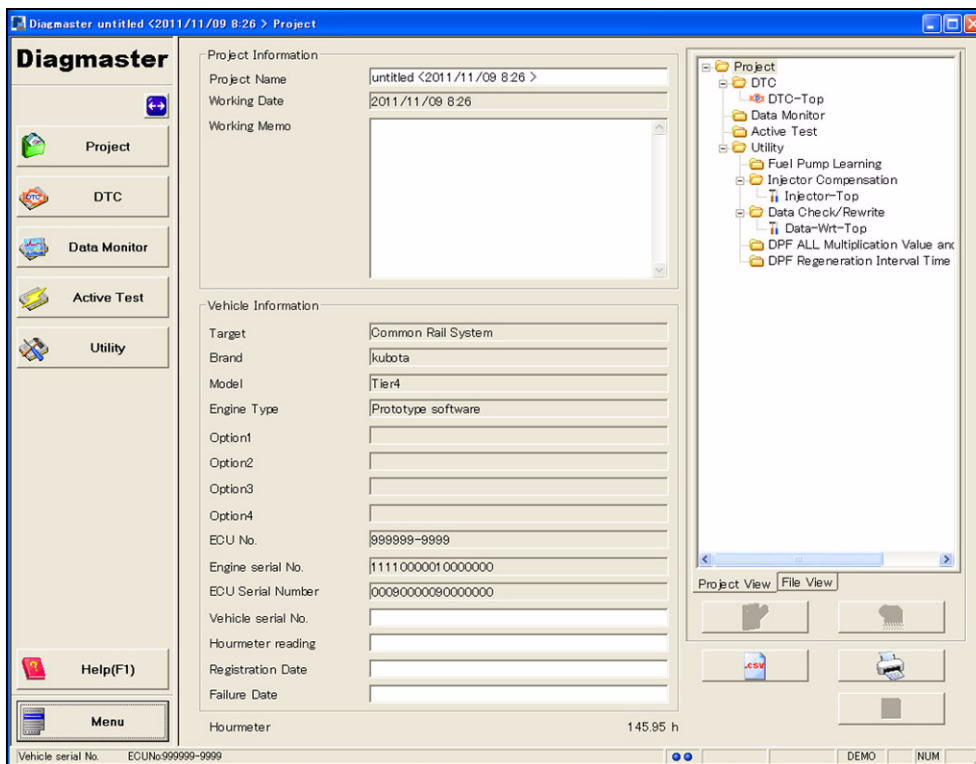 Diagmaster untitled <2011/11/09 8:26 > Project
Diagmaster
Project
DTC
Data Monitor
Active Test
Utility
Help(F1)
Menu
Project Information
Project Name untitled <2011/11/09 8:26 >
Working Date 2011/11/09 8:26
Working Memo
Vehicle Information
Target Common Rail System
Brand kubota
Model Tier4
Engine Type Prototype software
Option1
Option2
Option3
Option4
ECU No. 999999-9999
Engine serial No. 11110000010000000
ECU Serial Number 00090000090000000
Vehicle serial No.
Hourmeter reading
Registration Date
Failure Date
Hourmeter 145.95 h
Project
DTC
DTC-Top
Data Monitor
Active Test
Utility
Fuel Pump Learning
Injector Compensation
Injector-Top
Data Check/Rewrite
Data-Wrt-Top
DPF ALL Multiplication Value and
DPF Regeneration Interval Time
Project View File View
.csv
Vehicle serial No. ECUNo:999999-9999 DEMO NUM